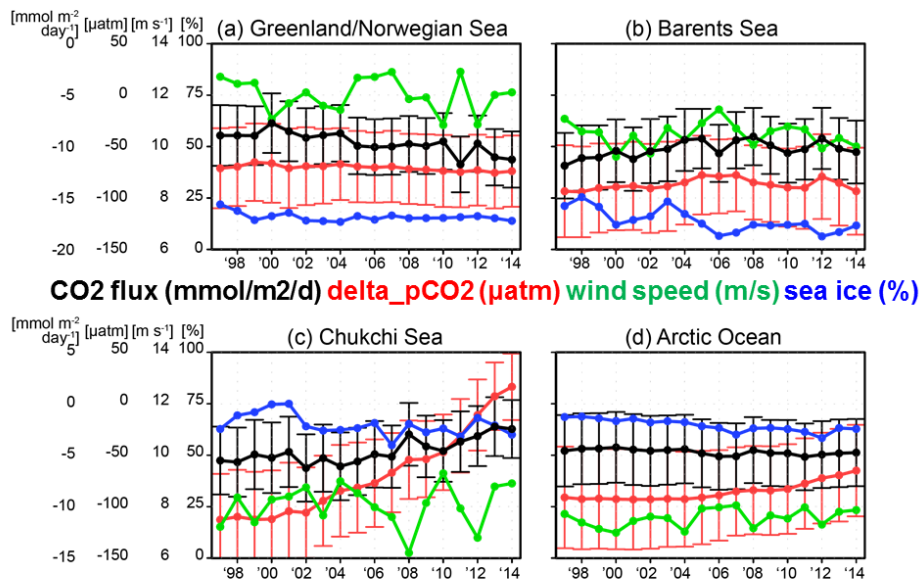 [mmol m⁻² day⁻¹] [µatm] [m s⁻¹] [%] (a) Greenland/Norwegian Sea (b) Barents Sea
0 50 14 100
-5 0 12 75
-10 -50 10 50
-15 -100 8 25
-20 -150 6 0
'98 '00 '02 '04 '06 '08 '10 '12 '14 '98 '00 '02 '04 '06 '08 '10 '12 '14
CO2 flux (mmol/m2/d) delta_pCO2 (µatm) wind speed (m/s) sea ice (%)
[mmol m⁻² day⁻¹] [µatm] [m s⁻¹] [%] (c) Chukchi Sea (d) Arctic Ocean
5 50 14 100
0 0 12 75
-5 -50 10 50
-10 -100 8 25
-15 -150 6 0
'98 '00 '02 '04 '06 '08 '10 '12 '14 '98 '00 '02 '04 '06 '08 '10 '12 '14